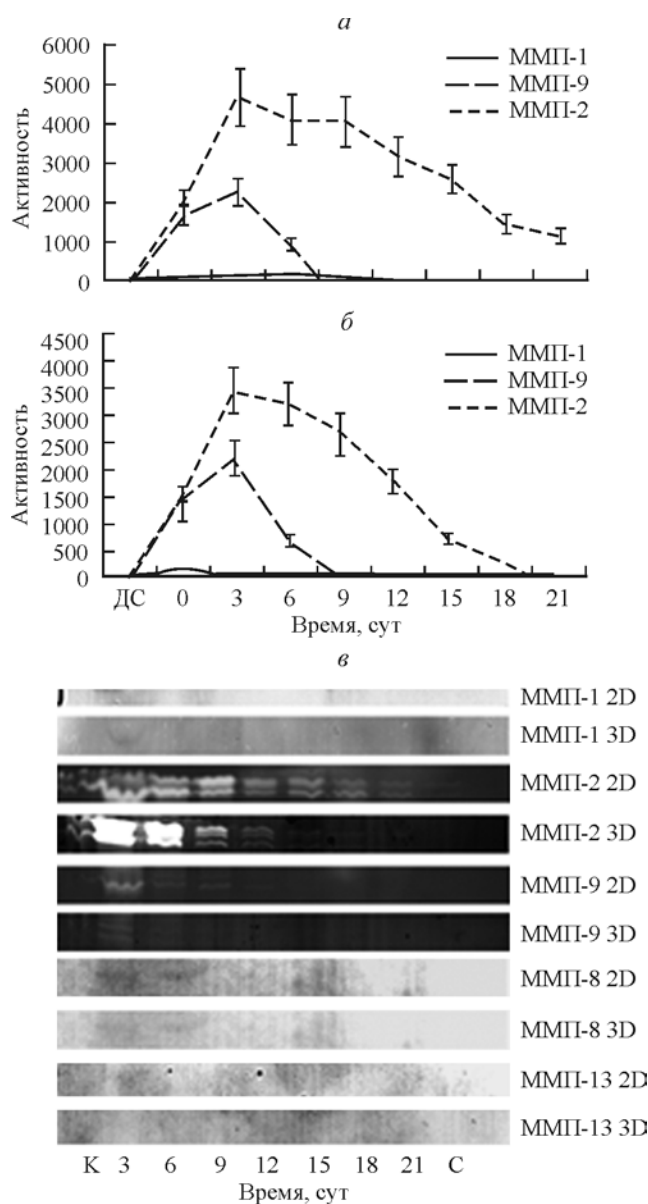 а
6000
5000
4000
3000
2000
1000
0
Активность
ММП-1
ММП-9
ММП-2
б
4500
4000
3500
3000
2500
2000
1500
1000
500
0
Активность
ММП-1
ММП-9
ММП-2
ДС 0 3 6 9 12 15 18 21
Время, сут
в
ММП-1 2D
ММП-1 3D
ММП-2 2D
ММП-2 3D
ММП-9 2D
ММП-9 3D
ММП-8 2D
ММП-8 3D
ММП-13 2D
ММП-13 3D
К 3 6 9 12 15 18 21 С
Время, сут